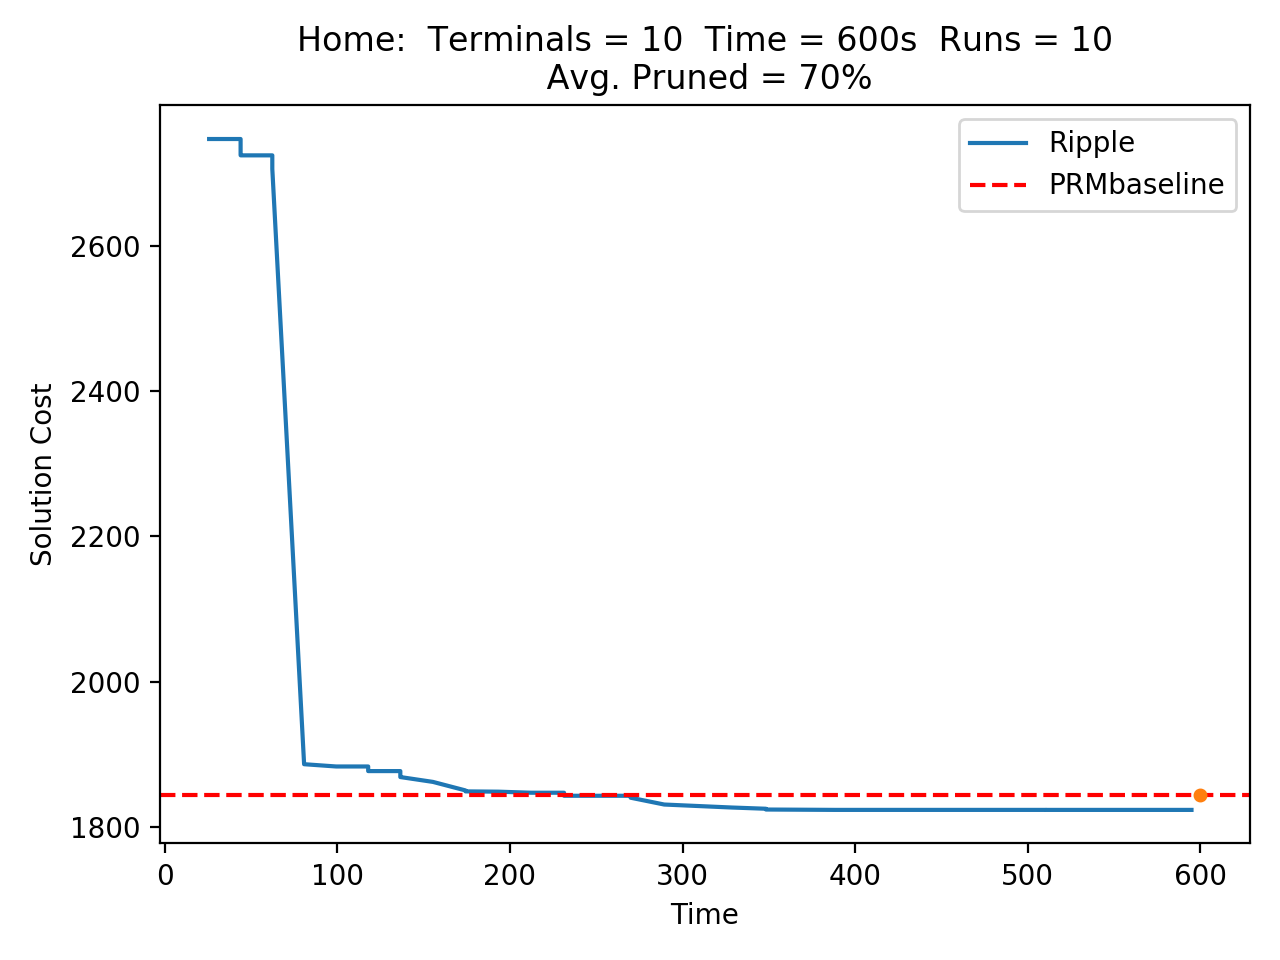 Home:  Terminals = 10  Time = 600s  Runs = 10
Avg. Pruned = 70%
Ripple
PRMbaseline
2600
2400
2200
2000
1800
Solution Cost
0 100 200 300 400 500 600
Time